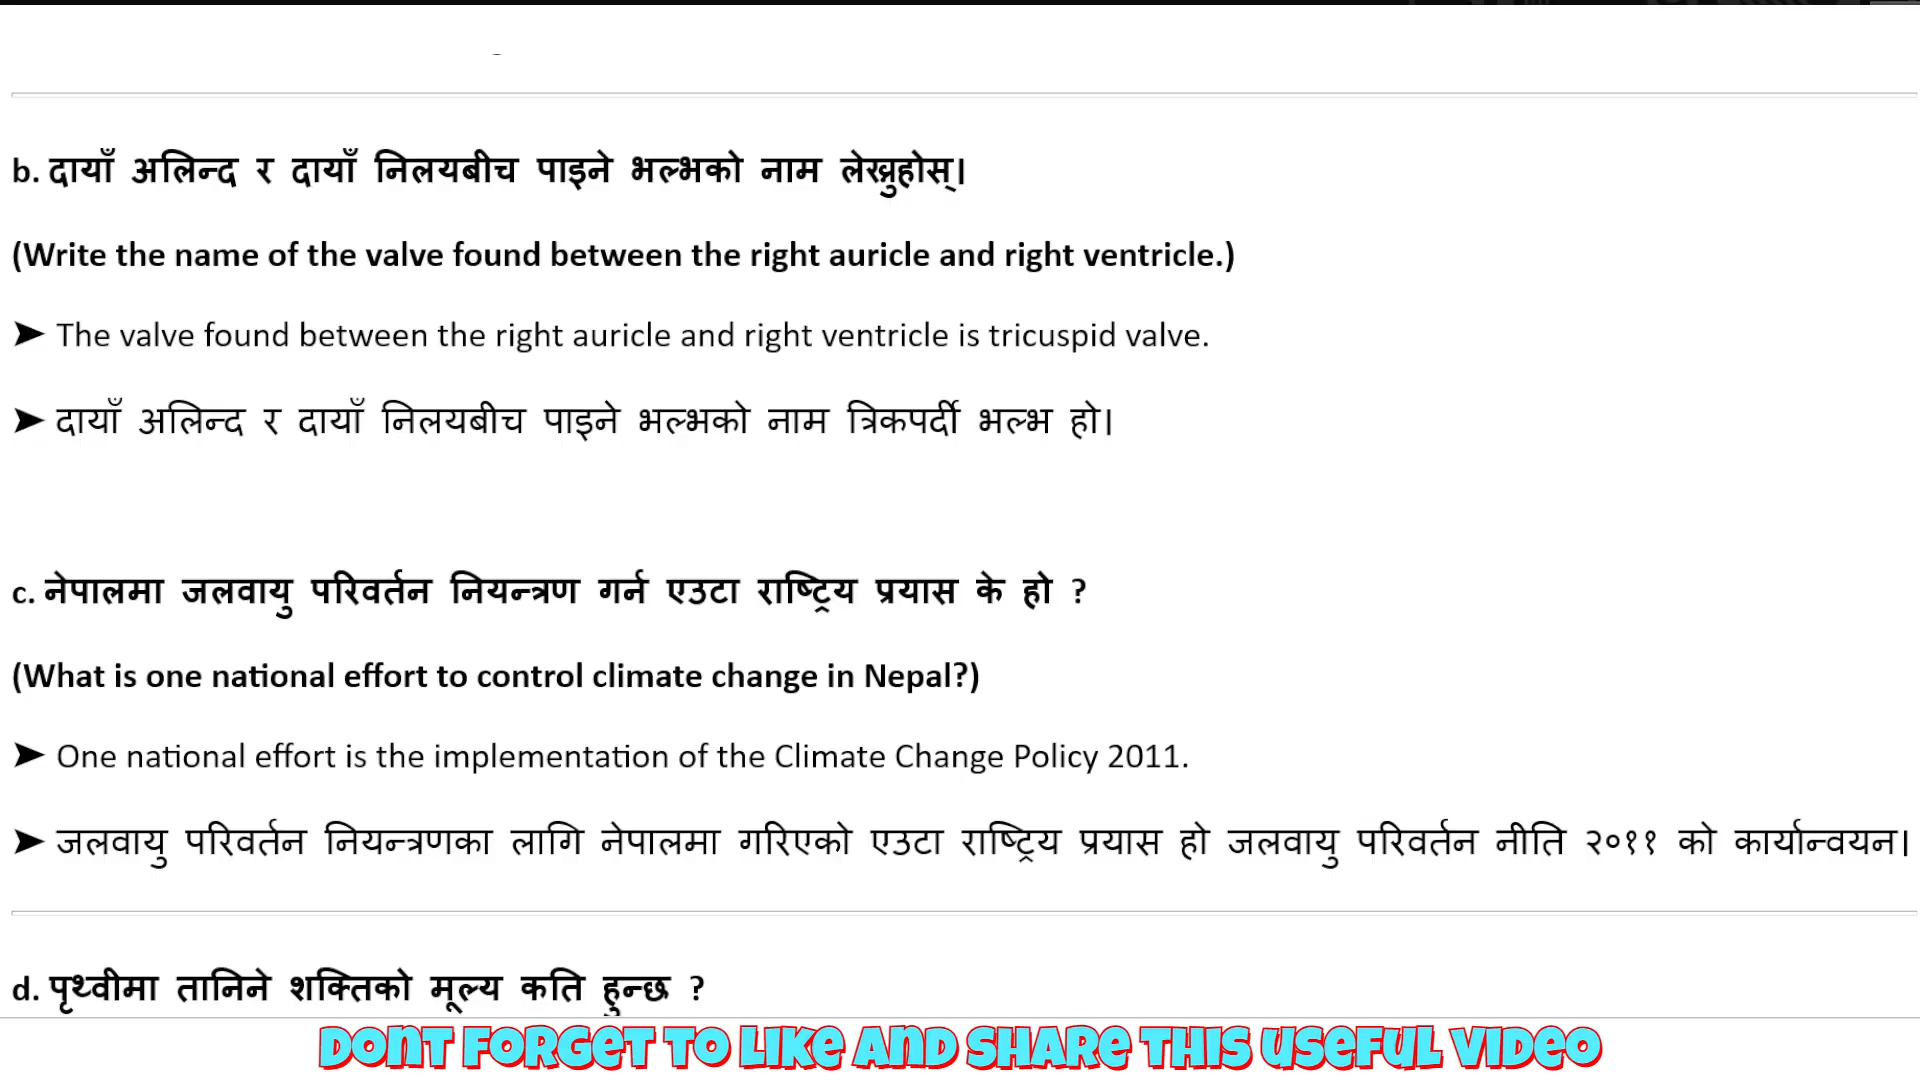 b. दायाँ अलिन्द र दायाँ निलयबीच पाइने भल्भको नाम लेख्नुहोस्।
(Write the name of the valve found between the right auricle and right ventricle.)
➤ The valve found between the right auricle and right ventricle is tricuspid valve.
➤ दायाँ अलिन्द र दायाँ निलयबीच पाइने भल्भको नाम त्रिकपर्दी भल्भ हो।
c. नेपालमा जलवायु परिवर्तन नियन्त्रण गर्न एउटा राष्ट्रिय प्रयास के हो ?
(What is one national effort to control climate change in Nepal?)
➤ One national effort is the implementation of the Climate Change Policy 2011.
➤ जलवायु परिवर्तन नियन्त्रणका लागि नेपालमा गरिएको एउटा राष्ट्रिय प्रयास हो जलवायु परिवर्तन नीति २०११ को कार्यान्वयन।
d. पृथ्वीमा तानिने शक्तिको मूल्य कति हुन्छ ?
DONT FORGET TO LIKE AND SHARE THIS USEFUL VIDEO